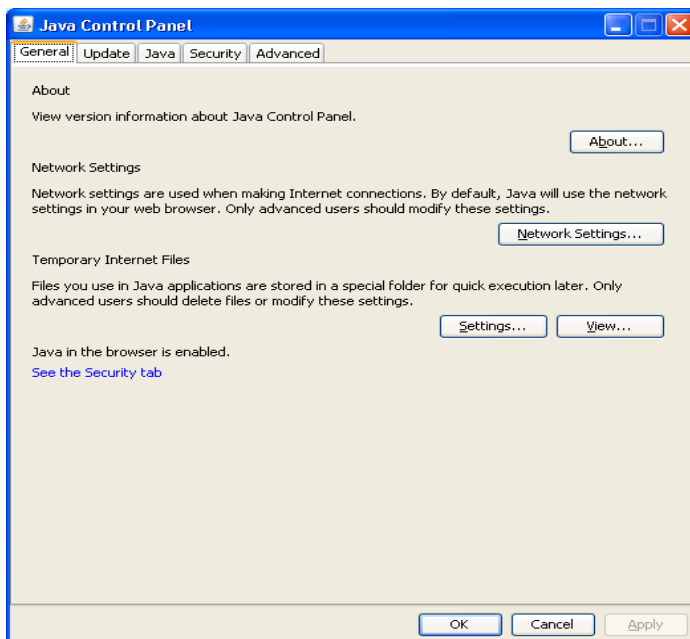 Java Control Panel
General Update Java Security Advanced
About
View version information about Java Control Panel.
About...
Network Settings
Network settings are used when making Internet connections. By default, Java will use the network
settings in your web browser. Only advanced users should modify these settings.
Network Settings...
Temporary Internet Files
Files you use in Java applications are stored in a special folder for quick execution later. Only
advanced users should delete files or modify these settings.
Settings... View...
Java in the browser is enabled.
See the Security tab
OK Cancel Apply